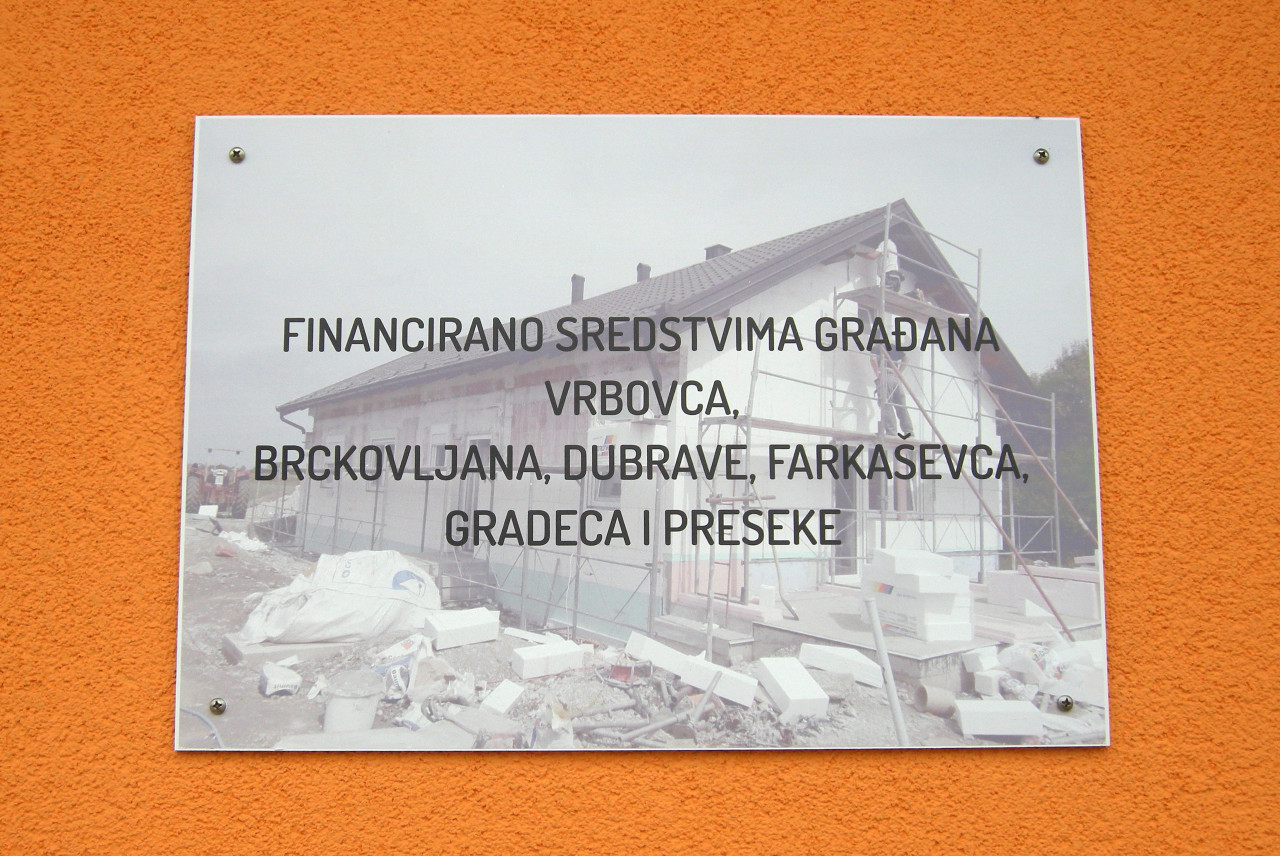 FINANCIRANO SREDSTVIMA GRAĐANA
VRBOVCA,
BRCKOVLJANA, DUBRAVE, FARKAŠEVCA,
GRADECA I PRESEKE